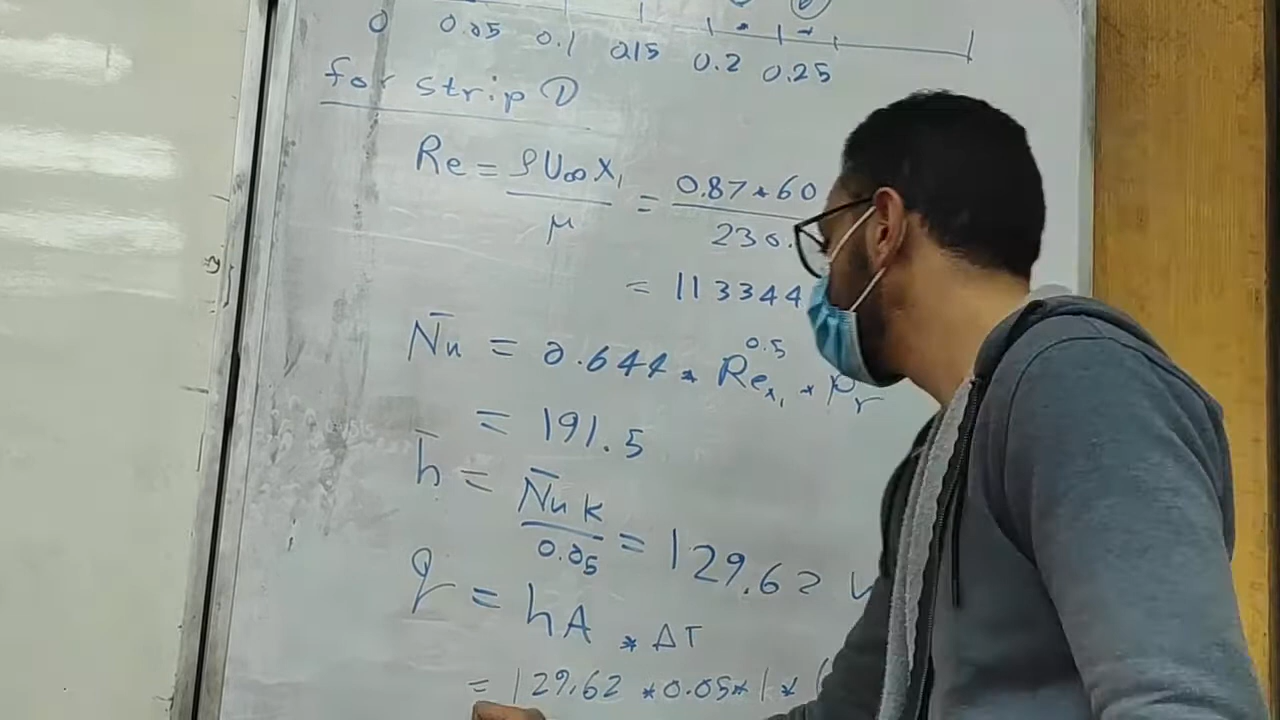 0 0.05 0.1 0.15 0.2 0.25
for strip ①
Re = ρU∞ x₁ / μ = 0.87 * 60 / 230.
= 113344
N̄u = 0.644 * Reₓ₁^0.5 * Pr
= 191.5
h̄ = N̄u k / 0.05 = 129.62
q = hA * ΔT
= 129.62 * 0.05 * 1 * (